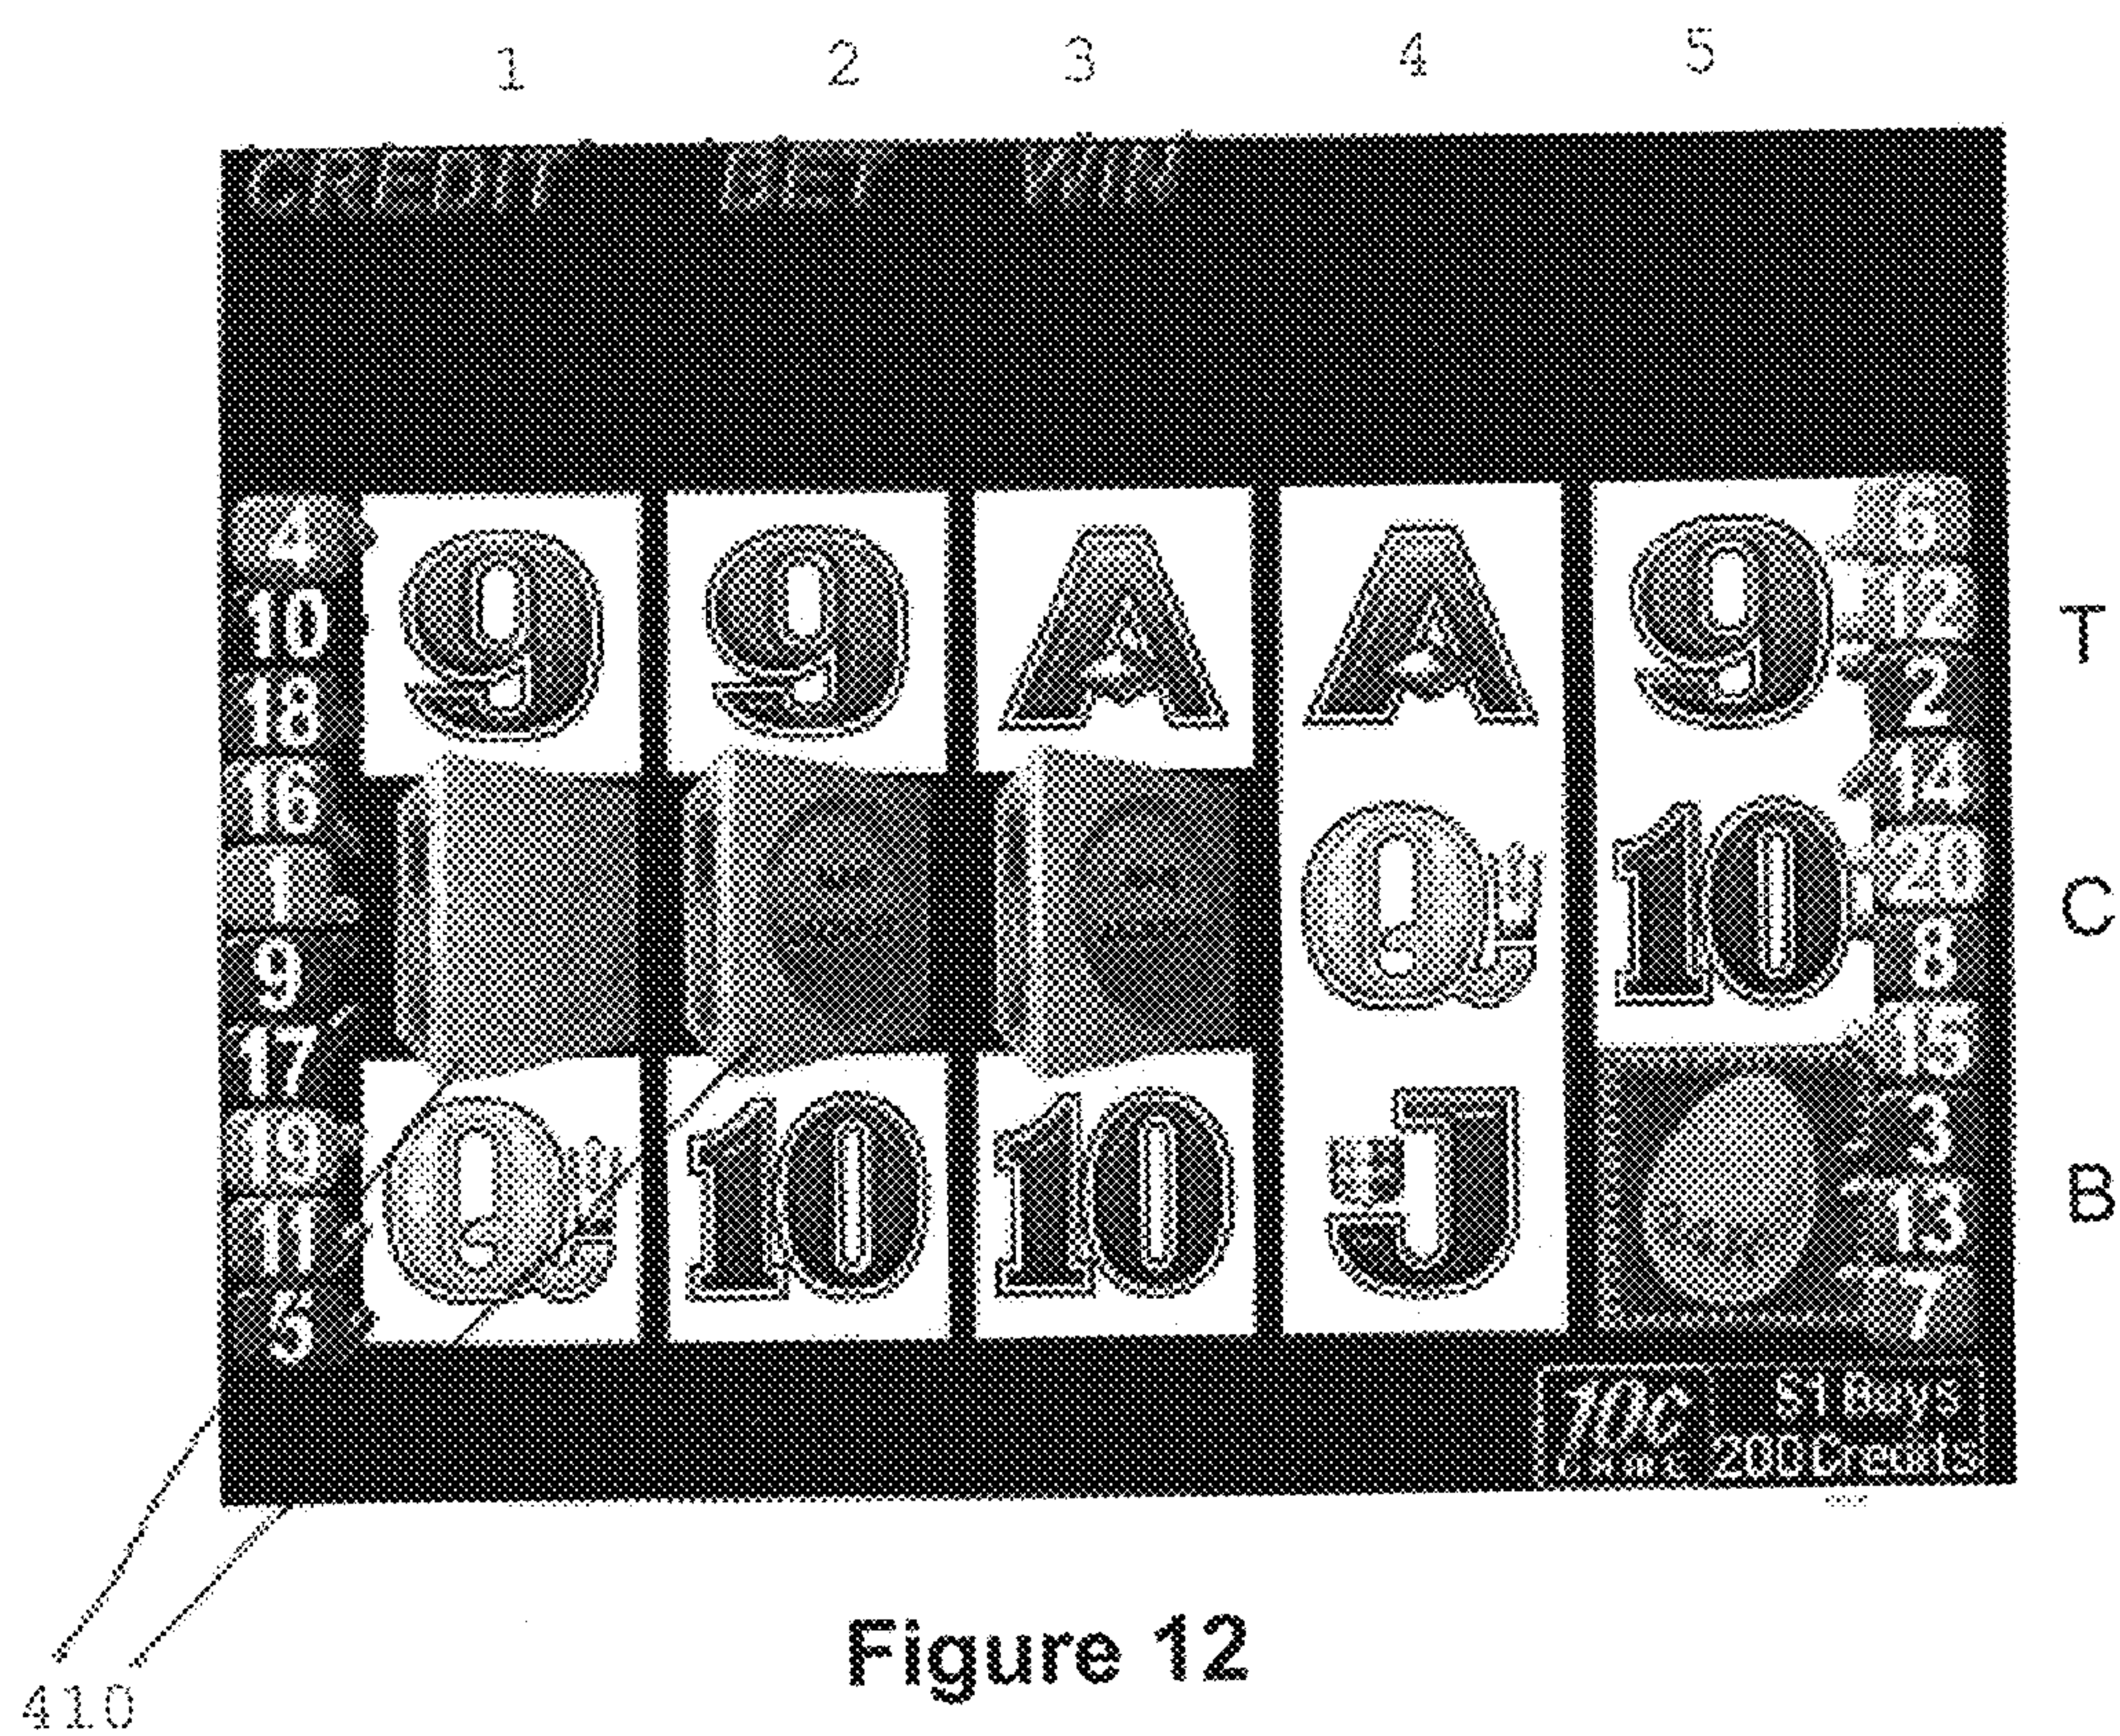 1 2 3 4 5
CREDIT BET WIN
4 9 9 A A 9 6
10 12 T
18 2
16 14
1 Q 10 20 C
9 8
17 15
19 Q 10 10 J 3
11 13 B
5 7
10c $1 Buys
200 Credits
Figure 12
410